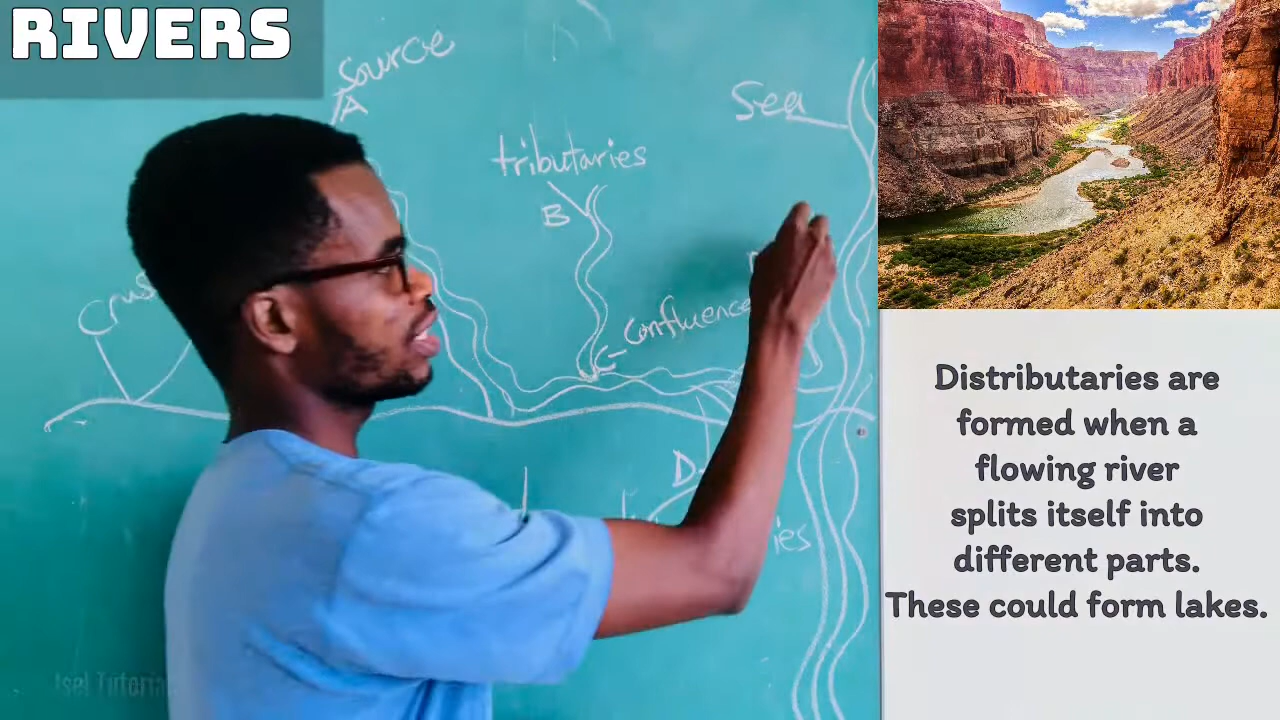 RIVERS
Source
A
Sea
tributaries
B
confluence
C
D
Distributaries are
formed when a
flowing river
splits itself into
different parts.
These could form lakes.